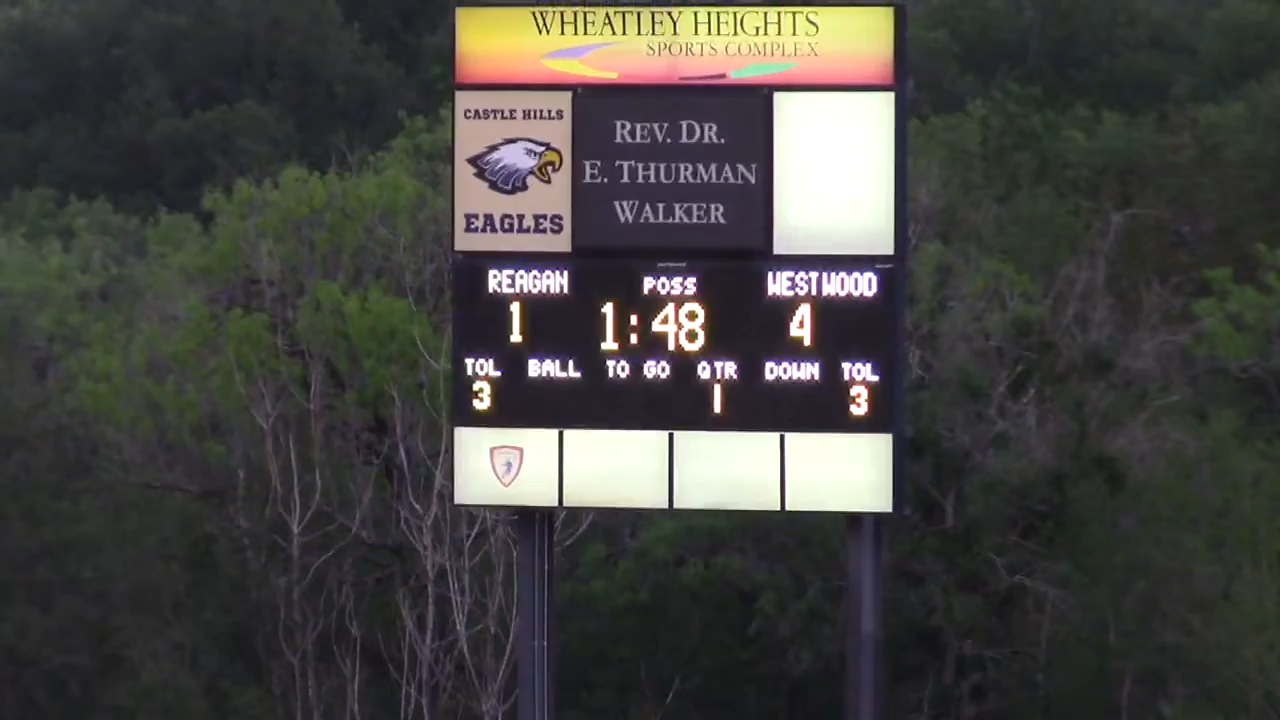 WHEATLEY HEIGHTS
SPORTS COMPLEX
CASTLE HILLS
EAGLES
REV. DR.
E. THURMAN
WALKER
REAGAN POSS WESTWOOD
1 1:48 4
TOL BALL TO GO QTR DOWN TOL
3 1 3